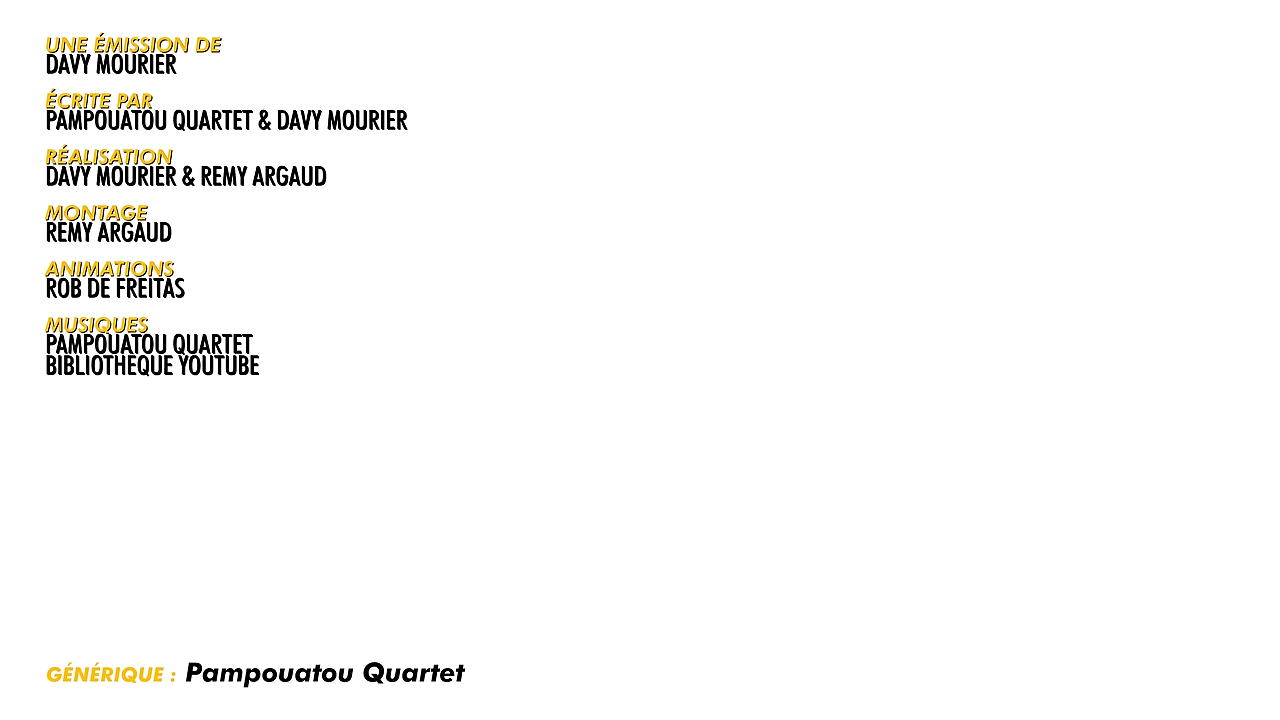 UNE ÉMISSION DE
DAVY MOURIER
ÉCRITE PAR
PAMPOUATOU QUARTET & DAVY MOURIER
RÉALISATION
DAVY MOURIER & REMY ARGAUD
MONTAGE
REMY ARGAUD
ANIMATIONS
ROB DE FREITAS
MUSIQUES
PAMPOUATOU QUARTET
BIBLIOTHEQUE YOUTUBE
GÉNÉRIQUE : Pampouatou Quartet